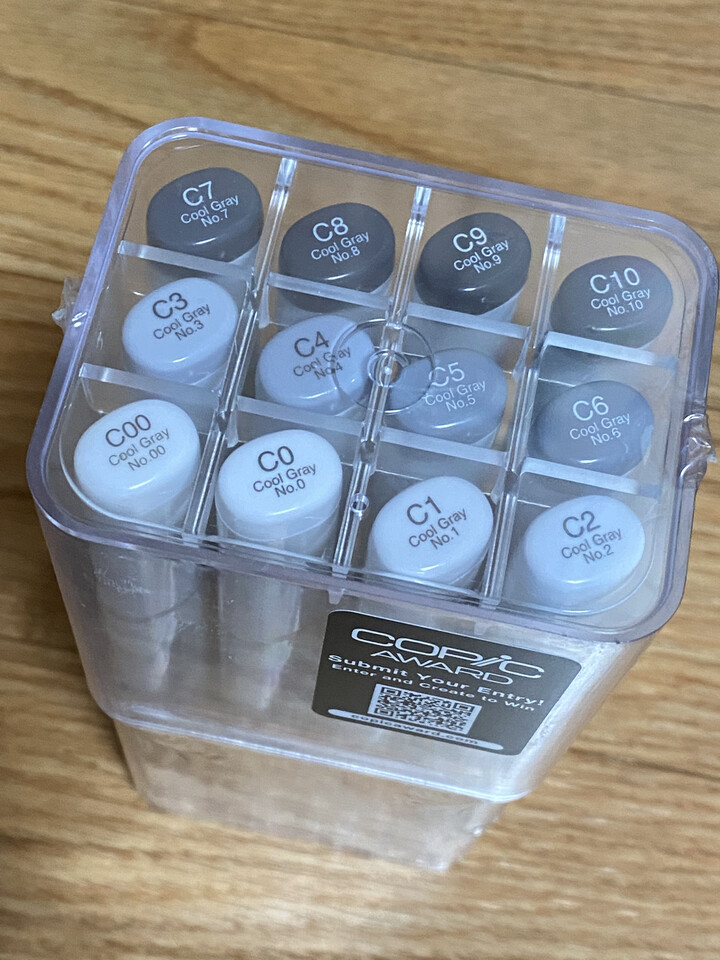 C7
Cool Gray
No.7
C8
Cool Gray
No.8
C9
Cool Gray
No.9
C10
Cool Gray
No.10
C3
Cool Gray
No.3
C4
Cool Gray
No.4
C5
Cool Gray
No.5
C6
Cool Gray
No.6
C00
Cool Gray
No.00
C0
Cool Gray
No.0
C1
Cool Gray
No.1
C2
Cool Gray
No.2
COPIC
AWARD
Submit Your Entry!
Enter and Create to Win
copicaward.com